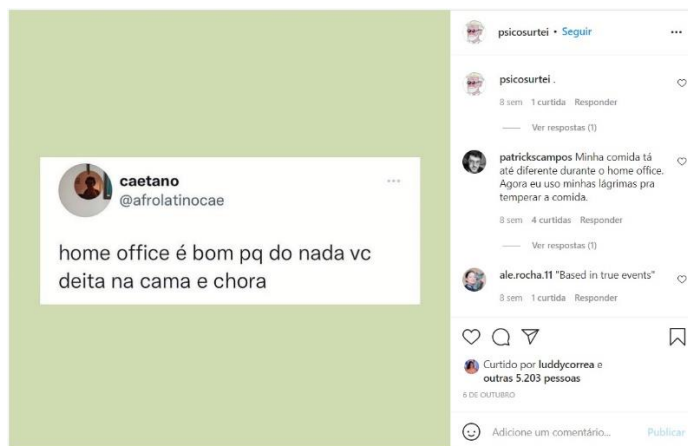 caetano
@afrolatinocae
home office é bom pq do nada vc
deita na cama e chora
psicosurtei • Seguir
psicosurtei .
8 sem 1 curtida Responder
Ver respostas (1)
patrickscampos Minha comida tá
até diferente durante o home office.
Agora eu uso minhas lágrimas pra
temperar a comida.
8 sem 4 curtidas Responder
Ver respostas (1)
ale.rocha.11 "Based in true events"
8 sem 1 curtida Responder
Curtido por luddycorrea e
outras 5.203 pessoas
6 DE OUTUBRO
Adicione um comentário... Publicar